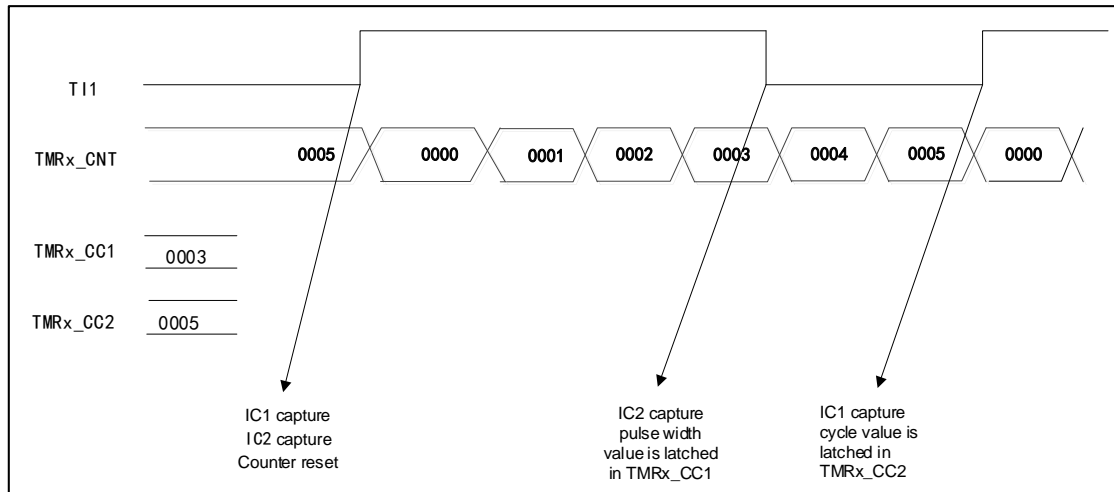 TI1
TMRx_CNT
0005 0000 0001 0002 0003 0004 0005 0000
TMRx_CC1
0003
TMRx_CC2
0005
IC1 capture
IC2 capture
Counter reset
IC2 capture
pulse width
value is latched
in TMRx_CC1
IC1 capture
cycle value is
latched in
TMRx_CC2